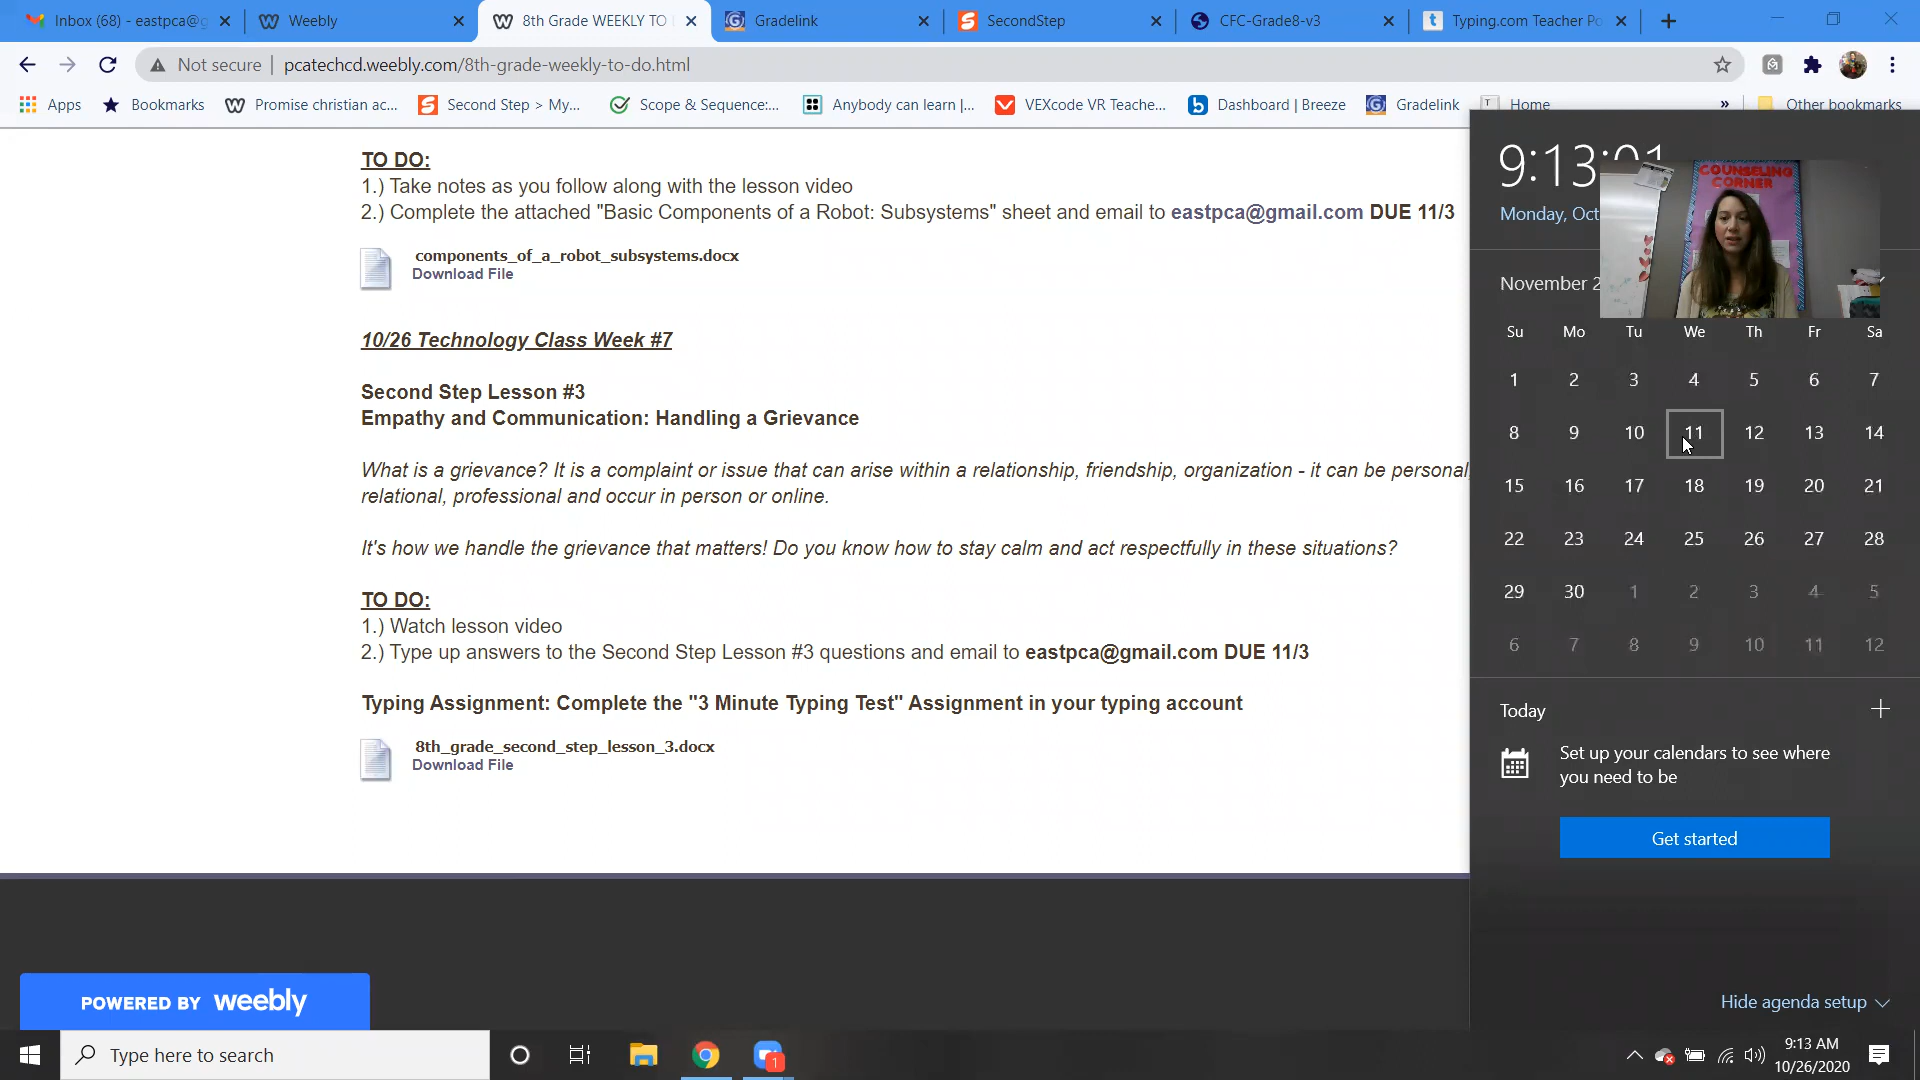 Inbox (68) - eastpca@g
Weebly
8th Grade WEEKLY TO
Gradelink
SecondStep
CFC-Grade8-v3
Typing.com Teacher Po
Not secure
pcatechcd.weebly.com/8th-grade-weekly-to-do.html
Apps
Bookmarks
Promise christian ac...
Second Step > My...
Scope & Sequence:...
Anybody can learn |...
VEXcode VR Teache...
Dashboard | Breeze
Gradelink
Home
»
Other bookmarks
TO DO:
1.) Take notes as you follow along with the lesson video
2.) Complete the attached "Basic Components of a Robot: Subsystems" sheet and email to eastpca@gmail.com DUE 11/3
components_of_a_robot_subsystems.docx
Download File
10/26 Technology Class Week #7
Second Step Lesson #3
Empathy and Communication: Handling a Grievance
What is a grievance? It is a complaint or issue that can arise within a relationship, friendship, organization - it can be personal,
relational, professional and occur in person or online.
It's how we handle the grievance that matters! Do you know how to stay calm and act respectfully in these situations?
TO DO:
1.) Watch lesson video
2.) Type up answers to the Second Step Lesson #3 questions and email to eastpca@gmail.com DUE 11/3
Typing Assignment: Complete the "3 Minute Typing Test" Assignment in your typing account
8th_grade_second_step_lesson_3.docx
Download File
POWERED BY weebly
9:13:01
Monday, Oct
COUNSELING
CORNER
November 2
Su Mo Tu We Th Fr Sa
1 2 3 4 5 6 7
8 9 10 11 12 13 14
15 16 17 18 19 20 21
22 23 24 25 26 27 28
29 30 1 2 3 4 5
6 7 8 9 10 11 12
Today
Set up your calendars to see where
you need to be
Get started
Hide agenda setup
Type here to search
1
9:13 AM
10/26/2020